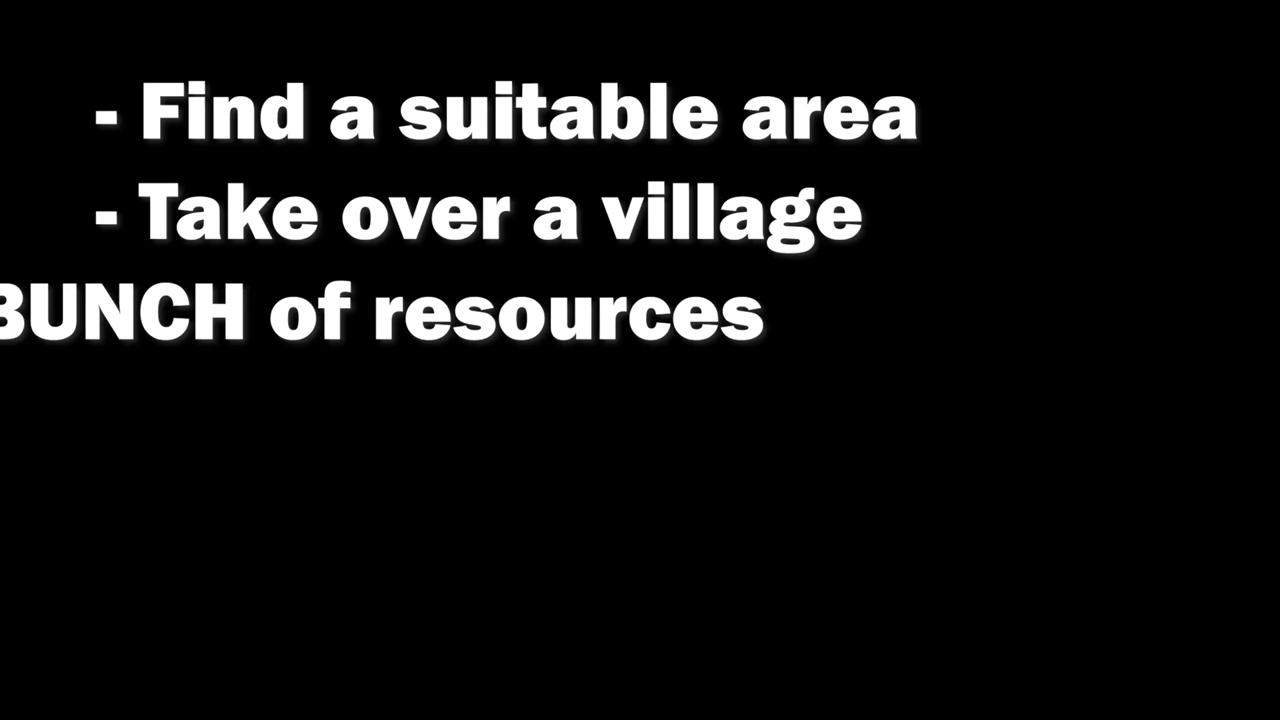 - Find a suitable area
- Take over a village
BUNCH of resources